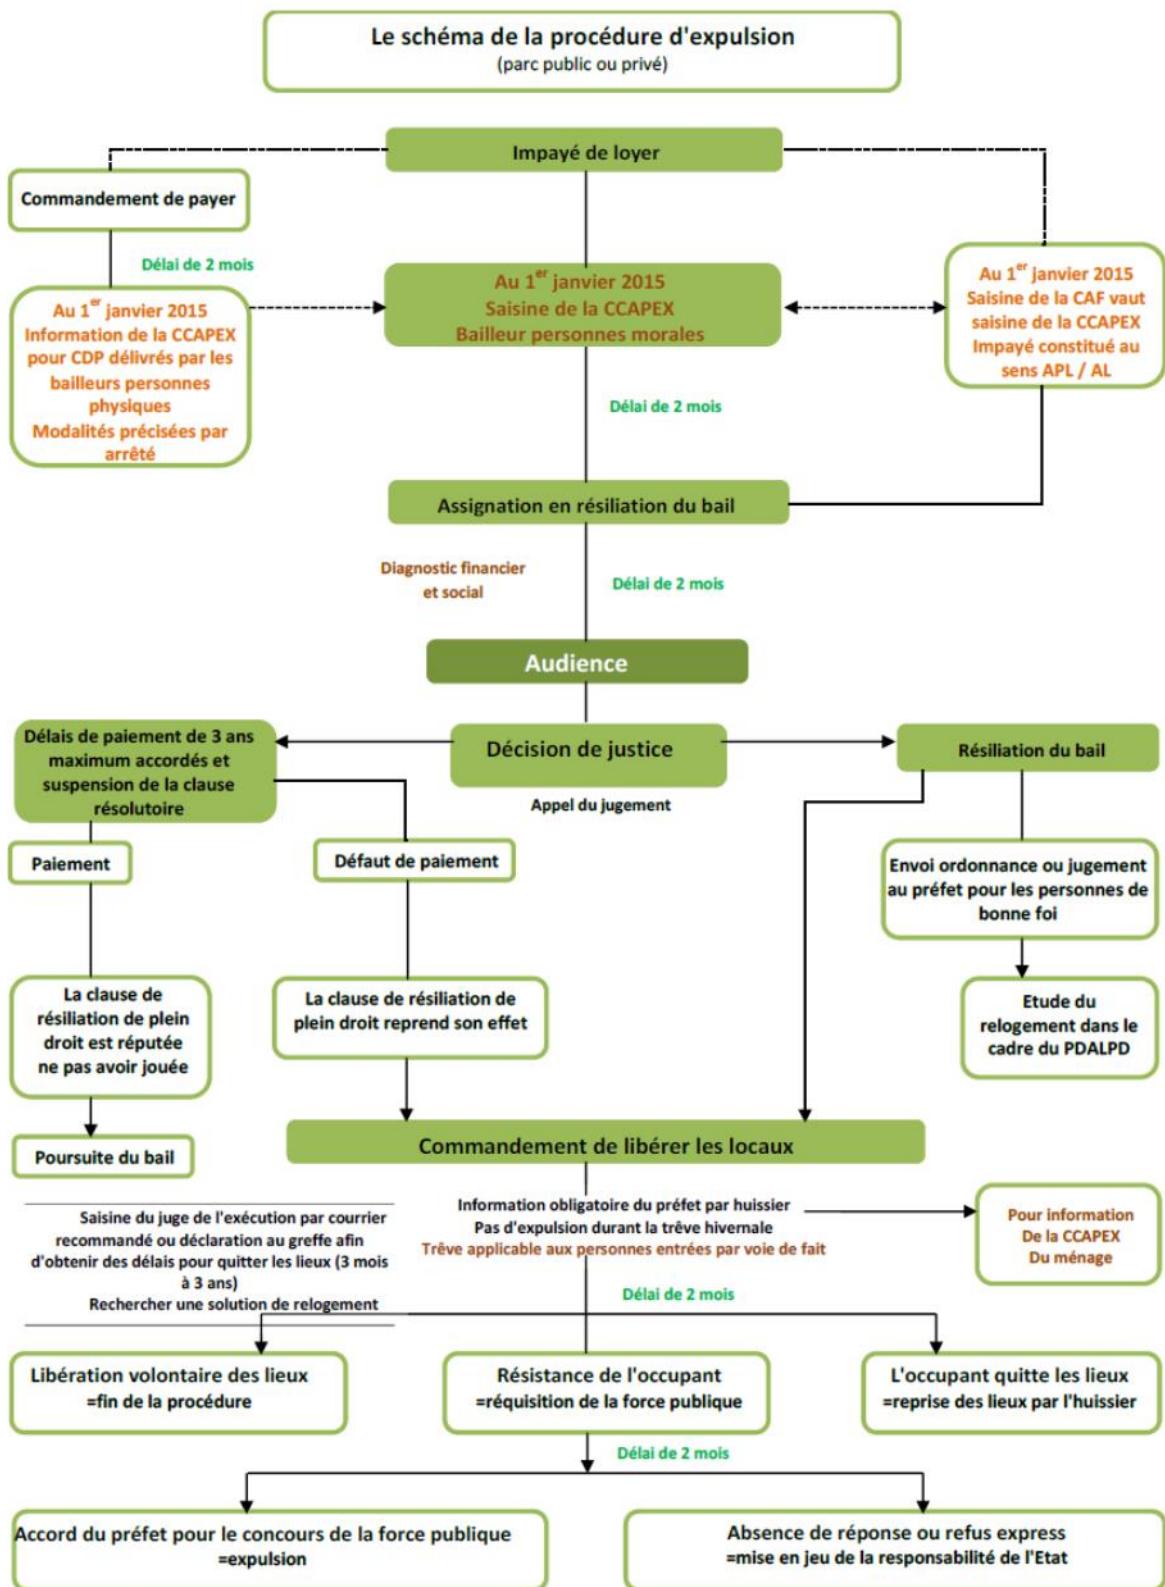 Le schéma de la procédure d'expulsion
(parc public ou privé)
Impayé de loyer
Commandement de payer
Délai de 2 mois
Au 1er janvier 2015
Information de la CCAPEX
pour CDP délivrés par les
bailleurs personnes
physiques
Modalités précisées par
arrêté
Au 1er janvier 2015
Saisine de la CCAPEX
Bailleur personnes morales
Au 1er janvier 2015
Saisine de la CAF vaut
saisine de la CCAPEX
Impayé constitué au
sens APL / AL
Délai de 2 mois
Assignation en résiliation du bail
Diagnostic financier
et social
Délai de 2 mois
Audience
Délais de paiement de 3 ans
maximum accordés et
suspension de la clause
résolutoire
Décision de justice
Résiliation du bail
Appel du jugement
Paiement
Défaut de paiement
Envoi ordonnance ou jugement
au préfet pour les personnes de
bonne foi
La clause de
résiliation de plein
droit est réputée
ne pas avoir jouée
La clause de résiliation de
plein droit reprend son effet
Etude du
relogement dans le
cadre du PDALPD
Poursuite du bail
Commandement de libérer les locaux
Saisine du juge de l'exécution par courrier
recommandé ou déclaration au greffe afin
d'obtenir des délais pour quitter les lieux (3 mois
à 3 ans)
Rechercher une solution de relogement
Information obligatoire du préfet par huissier
Pas d'expulsion durant la trêve hivernale
Trêve applicable aux personnes entrées par voie de fait
Pour information
De la CCAPEX
Du ménage
Délai de 2 mois
Libération volontaire des lieux
=fin de la procédure
Résistance de l'occupant
=réquisition de la force publique
L'occupant quitte les lieux
=reprise des lieux par l'huissier
Délai de 2 mois
Accord du préfet pour le concours de la force publique
=expulsion
Absence de réponse ou refus express
=mise en jeu de la responsabilité de l'Etat